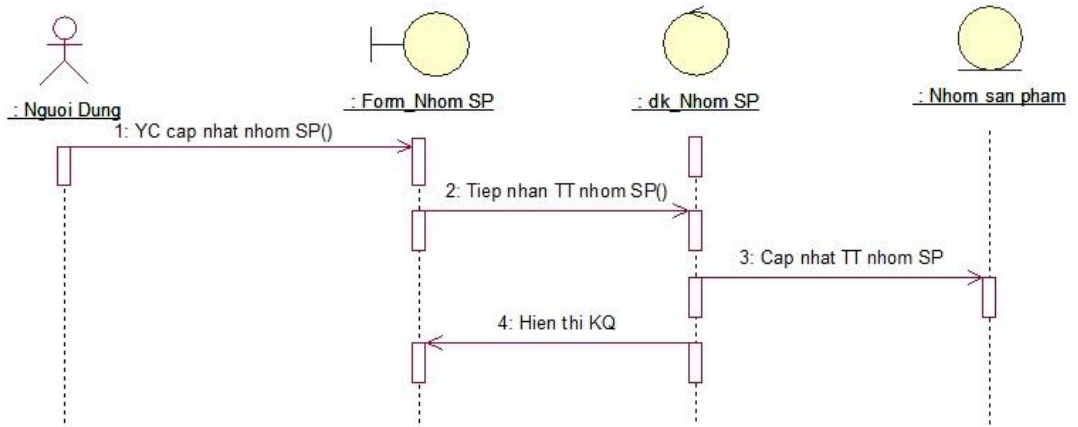 : Nguoi Dung
: Form_Nhom SP
: dk_Nhom SP
: Nhom san pham
1: YC cap nhat nhom SP()
2: Tiep nhan TT nhom SP()
3: Cap nhat TT nhom SP
4: Hien thi KQ